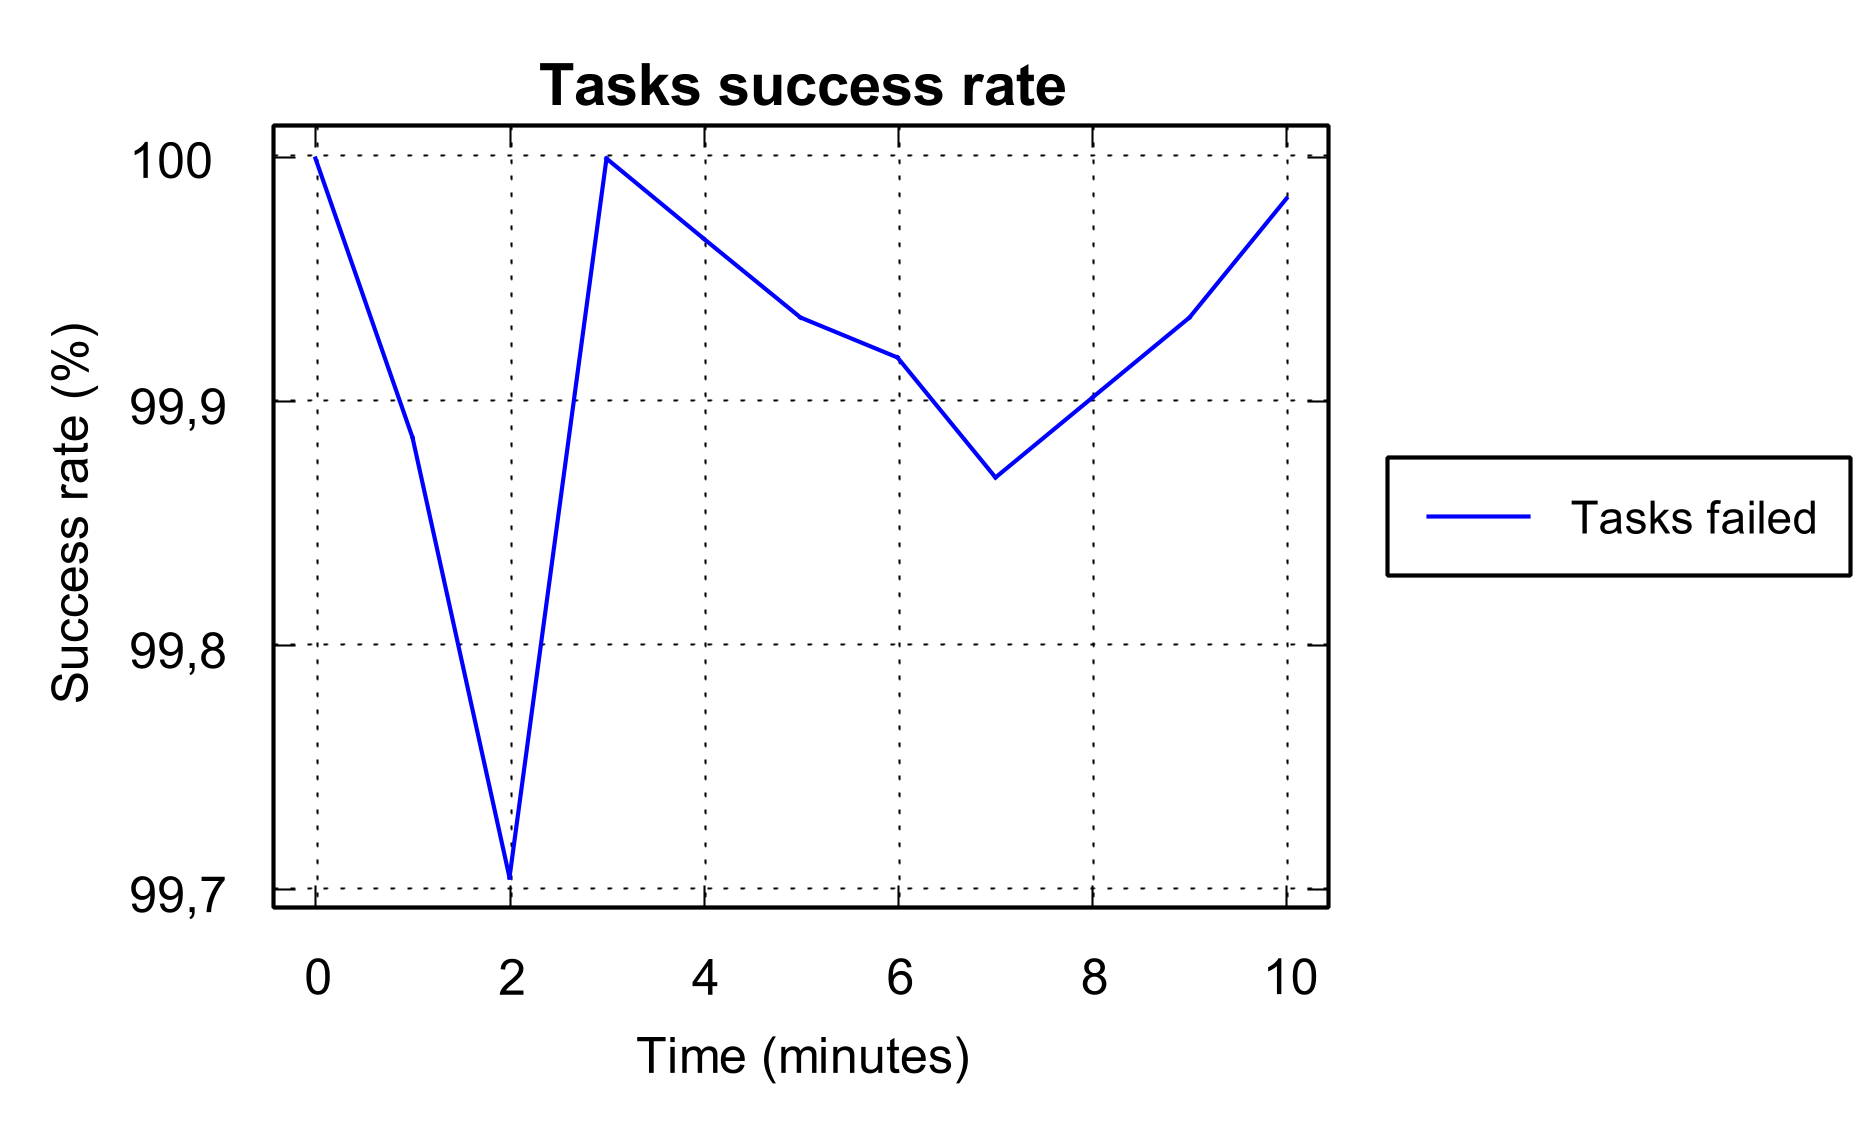 Tasks success rate
100
99,9
99,8
99,7
Success rate (%)
0 2 4 6 8 10
Time (minutes)
Tasks failed